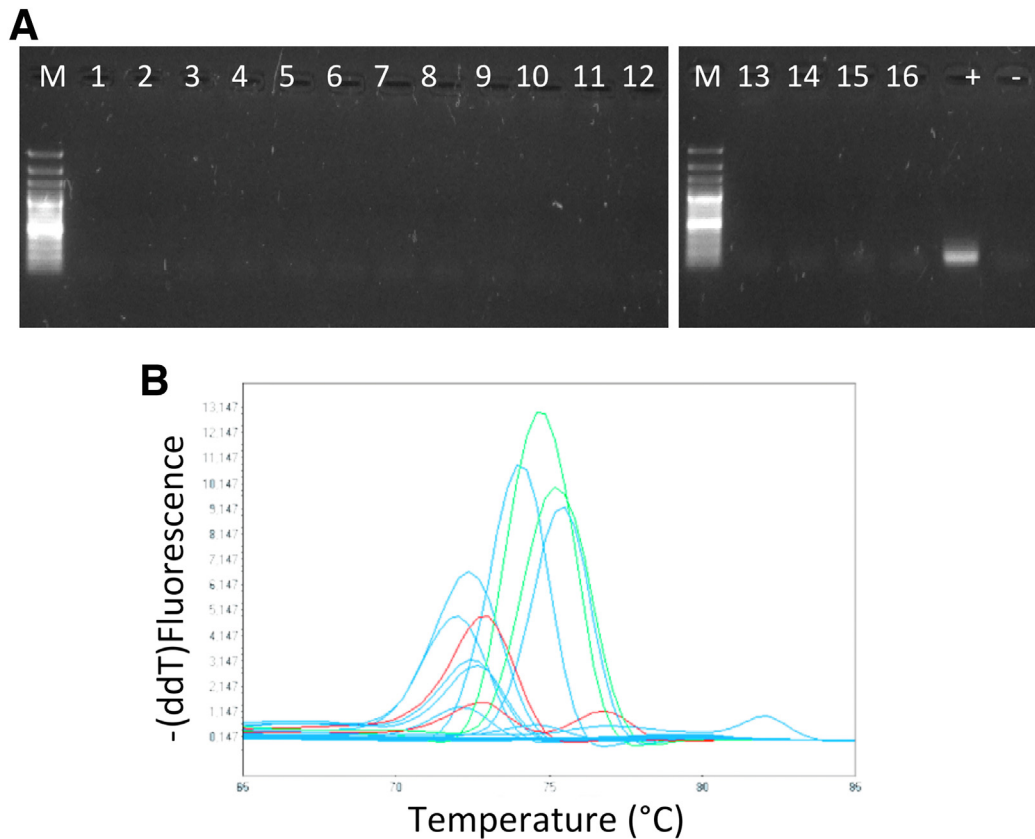 A
M 1 2 3 4 5 6 7 8 9 10 11 12
M 13 14 15 16 + -
B
-(ddT)Fluorescence
13.147
12.147
11.147
10.147
9.147
8.147
7.147
6.147
5.147
4.147
3.147
2.147
1.147
0.147
65 70 75 80 85
Temperature (°C)